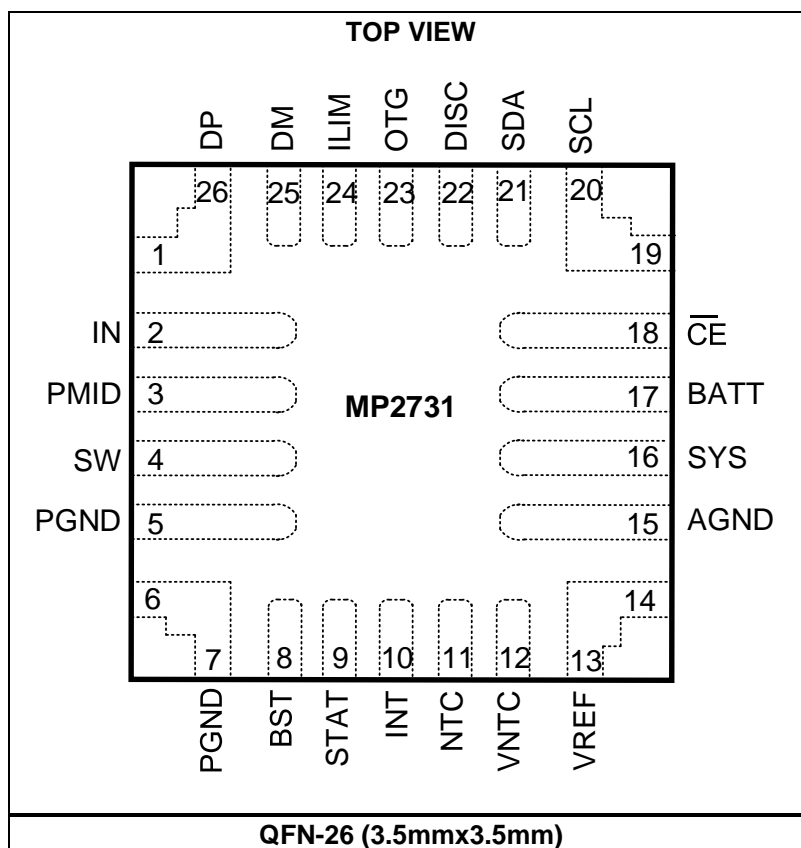 TOP VIEW
DP DM ILIM OTG DISC SDA SCL
26 25 24 23 22 21 20
1 19
IN 2 18 C̅E̅
PMID 3 MP2731 17 BATT
SW 4 16 SYS
PGND 5 15 AGND
6 14
7 8 9 10 11 12 13
PGND BST STAT INT NTC VNTC VREF
QFN-26 (3.5mmx3.5mm)